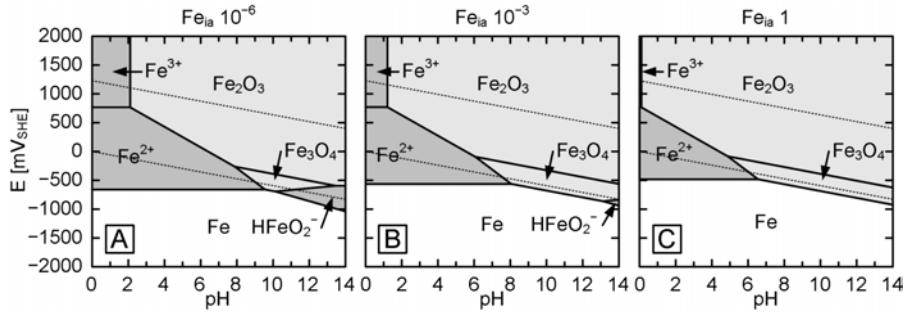 Fe_ia 10⁻⁶ Fe_ia 10⁻³ Fe_ia 1
E [mV_SHE]
2000
1500
1000
500
0
−500
−1000
−1500
−2000
Fe³⁺ Fe₂O₃ Fe³⁺ Fe₂O₃ Fe³⁺ Fe₂O₃
Fe²⁺ Fe₃O₄ Fe²⁺ Fe₃O₄ Fe²⁺ Fe₃O₄
A Fe HFeO₂⁻ B Fe HFeO₂⁻ C Fe
0 2 4 6 8 10 12 14 0 2 4 6 8 10 12 14 0 2 4 6 8 10 12 14
pH pH pH